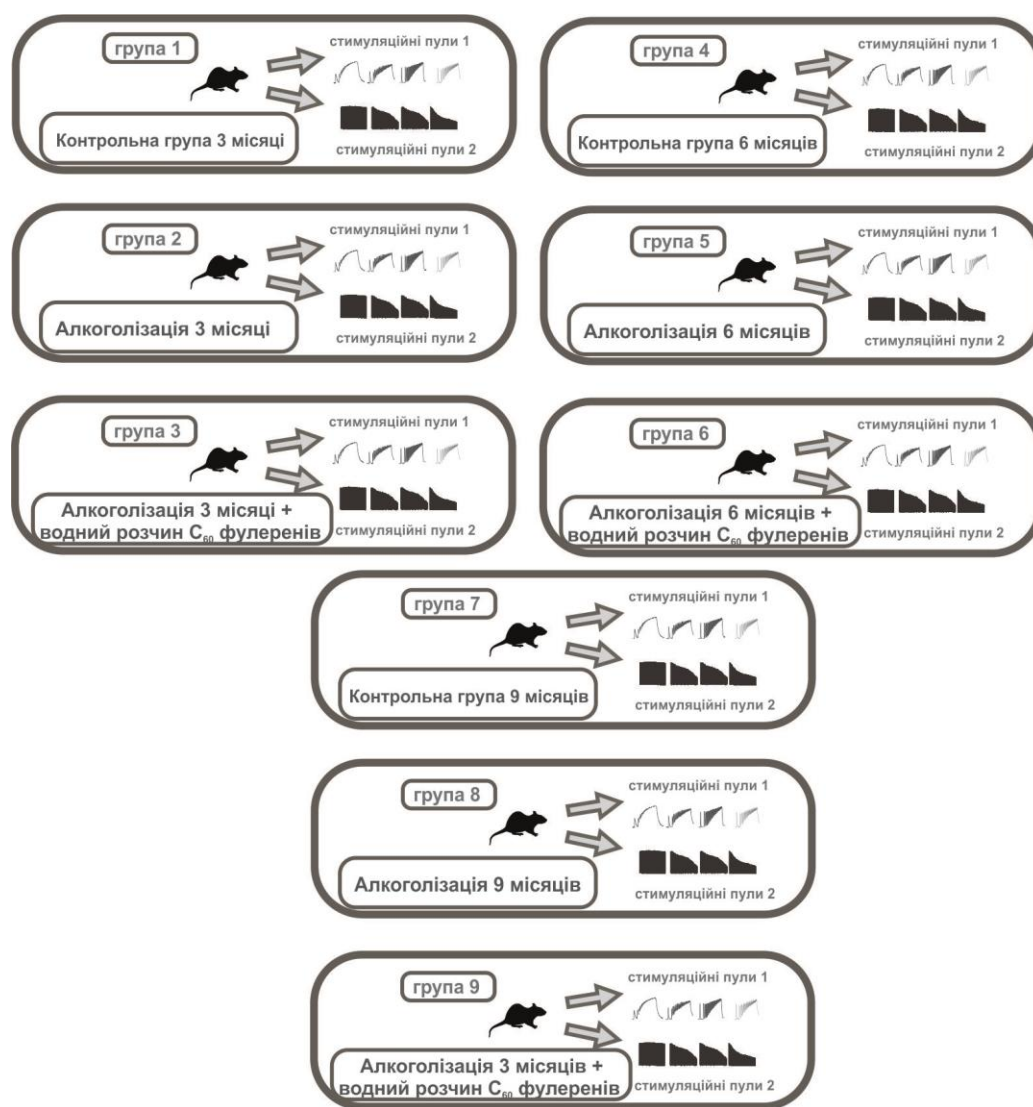 група 1
стимуляційні пули 1
Контрольна група 3 місяці
стимуляційні пули 2
група 4
стимуляційні пули 1
Контрольна група 6 місяців
стимуляційні пули 2
група 2
стимуляційні пули 1
Алкоголізація 3 місяці
стимуляційні пули 2
група 5
стимуляційні пули 1
Алкоголізація 6 місяців
стимуляційні пули 2
група 3
стимуляційні пули 1
Алкоголізація 3 місяці +
водний розчин C₆₀ фулеренів
стимуляційні пули 2
група 6
стимуляційні пули 1
Алкоголізація 6 місяців +
водний розчин C₆₀ фулеренів
стимуляційні пули 2
група 7
стимуляційні пули 1
Контрольна група 9 місяців
стимуляційні пули 2
група 8
стимуляційні пули 1
Алкоголізація 9 місяців
стимуляційні пули 2
група 9
стимуляційні пули 1
Алкоголізація 3 місяців +
водний розчин C₆₀ фулеренів
стимуляційні пули 2